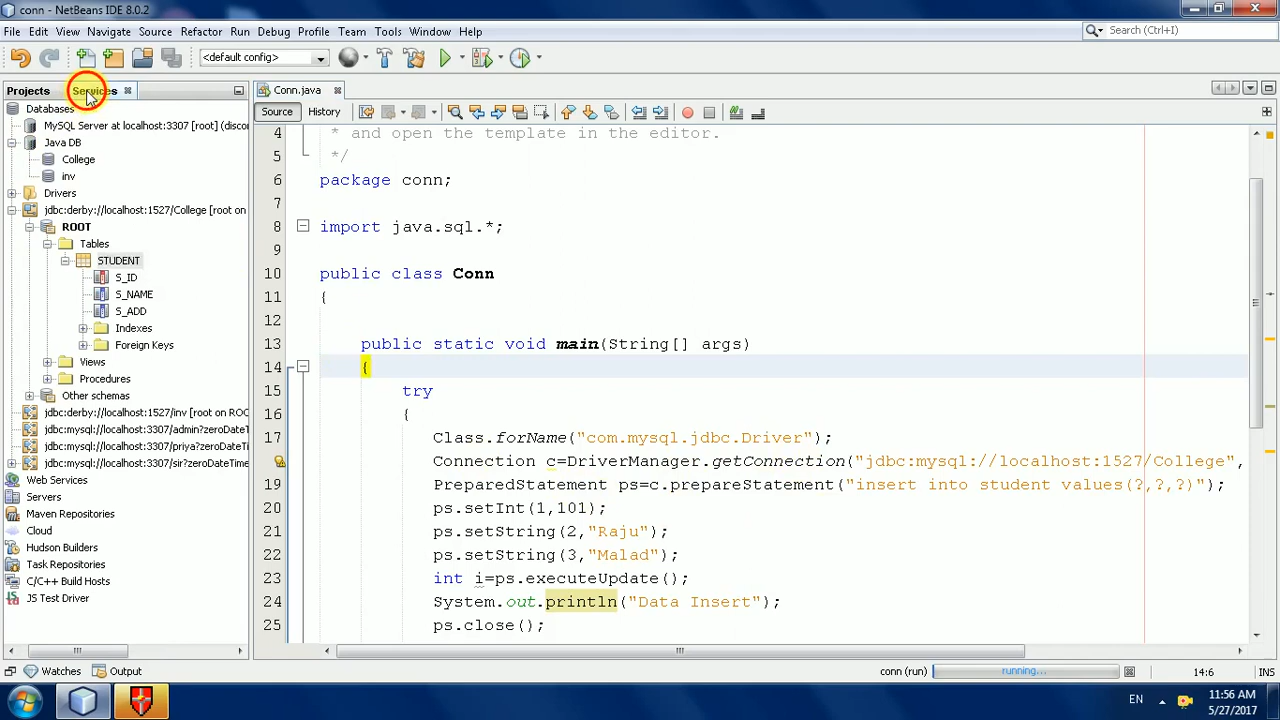 conn - NetBeans IDE 8.0.2
File Edit View Navigate Source Refactor Run Debug Profile Team Tools Window Help
Search (Ctrl+I)
<default config>
Projects
Services
Conn.java
Source
History
Databases
MySQL Server at localhost:3307 [root] (disco
Java DB
College
inv
Drivers
jdbc:derby://localhost:1527/College [root on
ROOT
Tables
STUDENT
S_ID
S_NAME
S_ADD
Indexes
Foreign Keys
Views
Procedures
Other schemas
jdbc:derby://localhost:1527/inv [root on ROO
jdbc:mysql://localhost:3307/admin?zeroDateT
jdbc:mysql://localhost:3307/priya?zeroDateTi
jdbc:mysql://localhost:3307/sir?zeroDateTime
Web Services
Servers
Maven Repositories
Cloud
Hudson Builders
Task Repositories
C/C++ Build Hosts
JS Test Driver
4 * and open the template in the editor.
5 */
6 package conn;
7
8 import java.sql.*;
9
10 public class Conn
11 {
12
13 public static void main(String[] args)
14 {
15 try
16 {
17 Class.forName("com.mysql.jdbc.Driver");
Connection c=DriverManager.getConnection("jdbc:mysql://localhost:1527/College",
19 PreparedStatement ps=c.prepareStatement("insert into student values(?,?,?)");
20 ps.setInt(1,101);
21 ps.setString(2,"Raju");
22 ps.setString(3,"Malad");
23 int i=ps.executeUpdate();
24 System.out.println("Data Insert");
25 ps.close();
Watches
Output
conn (run)
running...
14:6
INS
EN
11:56 AM
5/27/2017